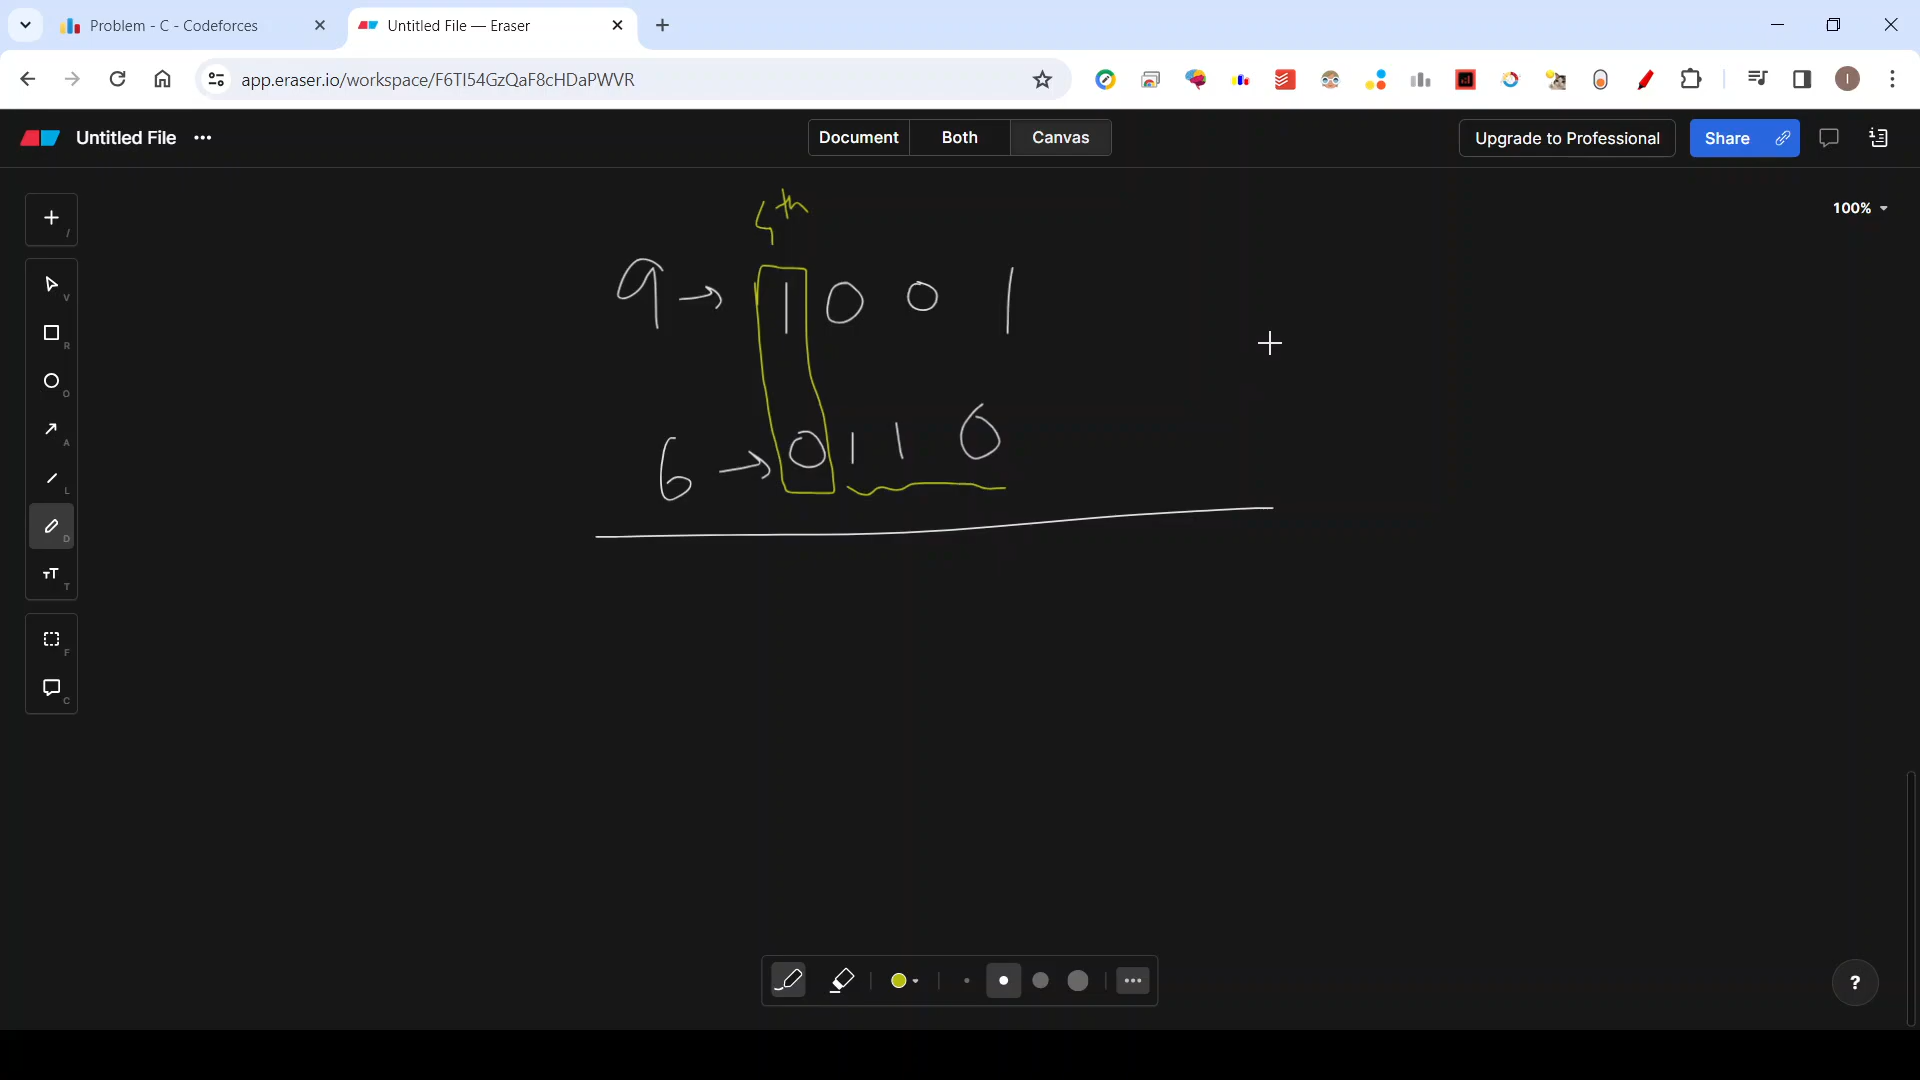 Problem - C - Codeforces
Untitled File — Eraser
app.eraser.io/workspace/F6TI54GzQaF8cHDaPWVR
I
Untitled File
Document Both Canvas
Upgrade to Professional
Share
100%
/
V
R
O
A
L
D
TT T
F
C
4th
9 → 1 0 0 1
6 → 0 1 1 0
?